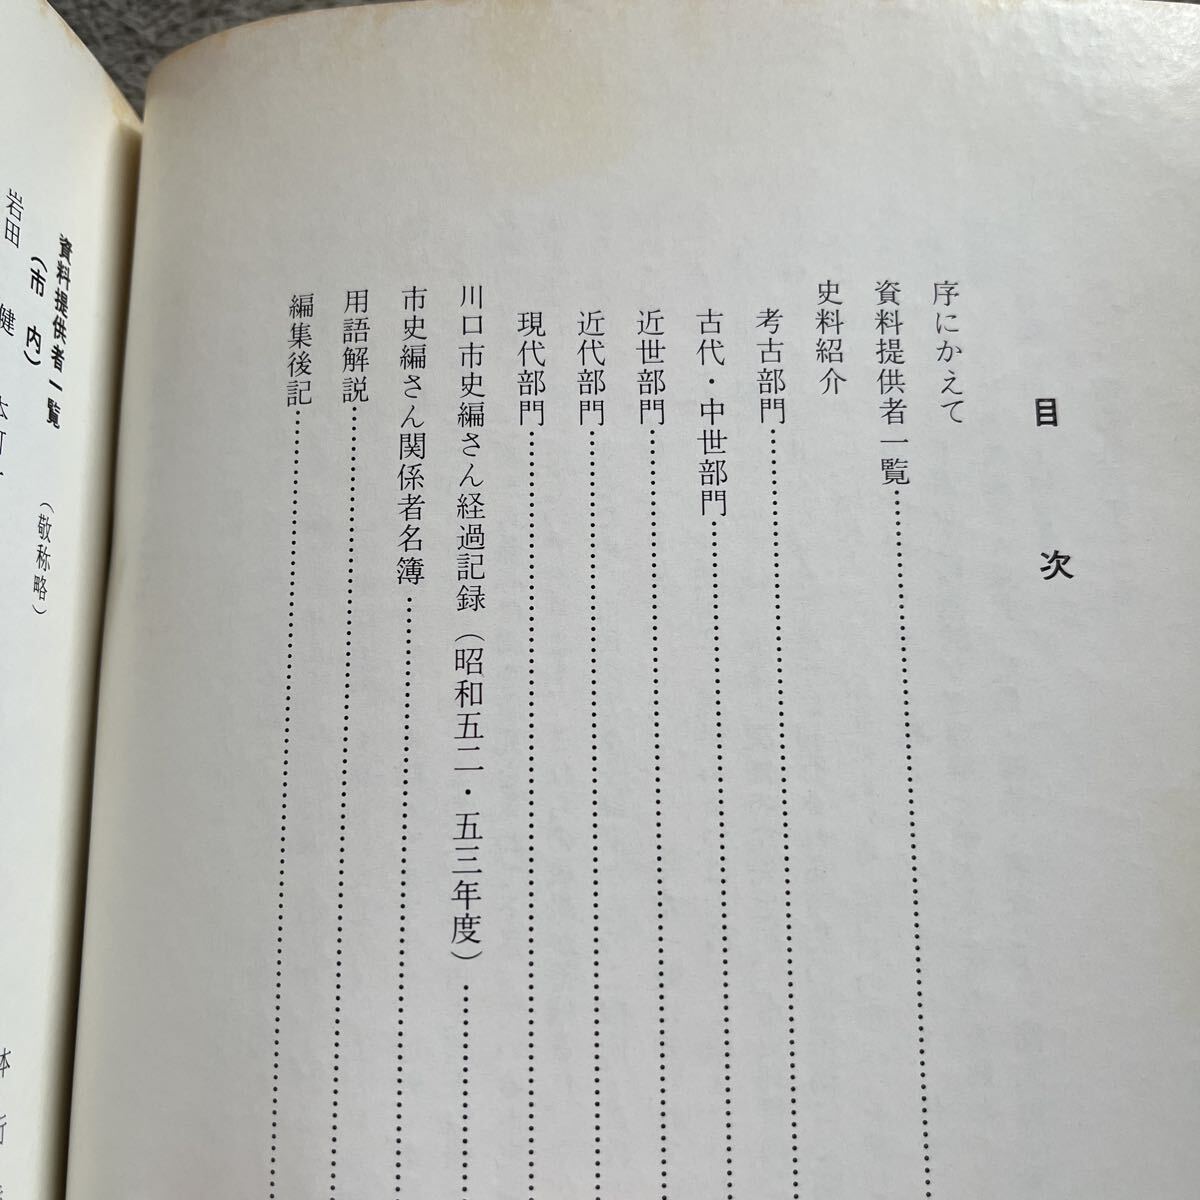 目次
序にかえて
資料提供者一覧……………………
史料紹介
考古部門……………………
古代・中世部門……………………
近世部門……………………
近代部門……………………
現代部門……………………
川口市史編さん経過記録（昭和五二・五三年度）……………………
市史編さん関係者名簿……………………
用語解説……………………
編集後記……………………
資料提供者一覧（敬称略）
（市内）
岩田 健